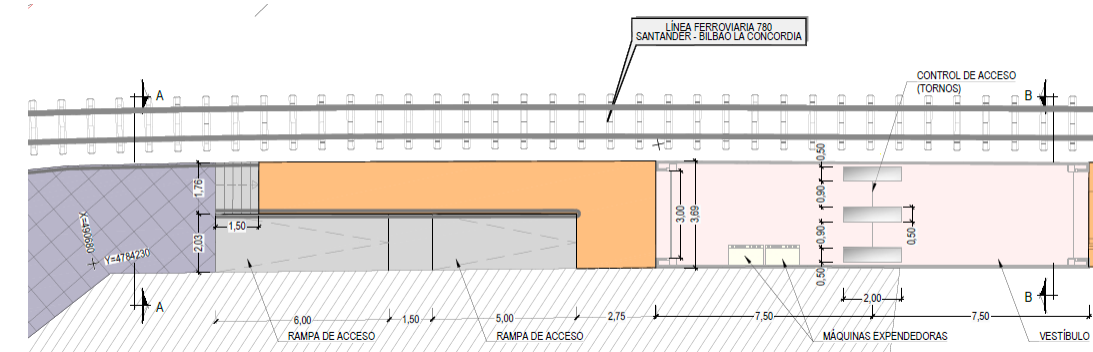 LÍNEA FERROVIARIA 780
SANTANDER - BILBAO LA CONCORDIA
CONTROL DE ACCESO
(TORNOS)
A
B
0,50
1,76
0,90
3,00
3,69
1,50
2,03
0,90
0,50
X=490680
Y=4784230
0,50
A
B
2,00
6,00
1,50
5,00
2,75
7,50
7,50
RAMPA DE ACCESO
RAMPA DE ACCESO
MÁQUINAS EXPENDEDORAS
VESTÍBULO